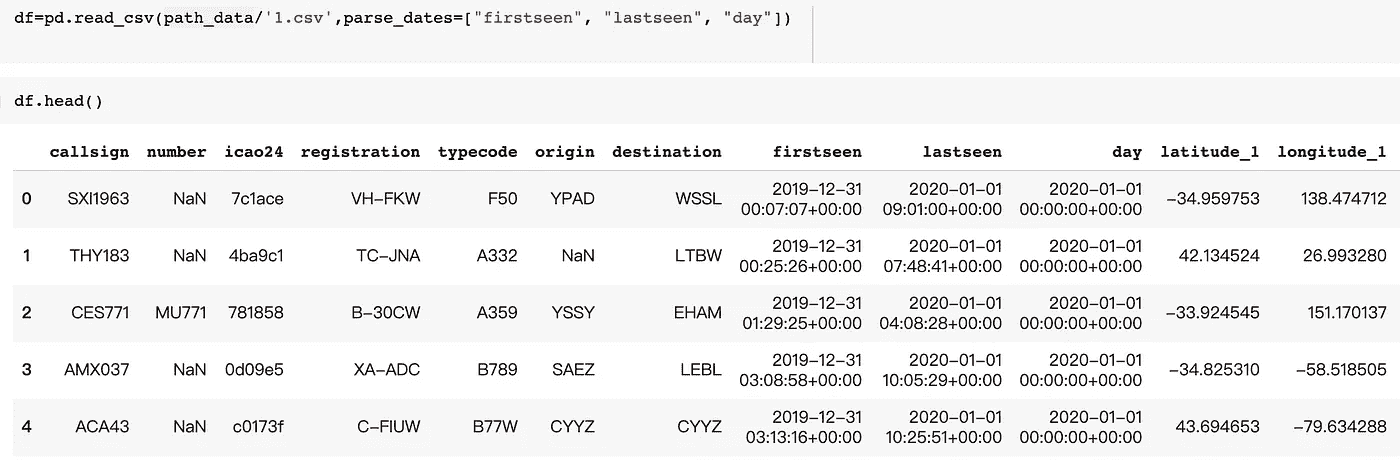 df=pd.read_csv(path_data/'1.csv',parse_dates=["firstseen", "lastseen", "day"])
df.head()
callsign number icao24 registration typecode origin destination firstseen lastseen day latitude_1 longitude_1
0 SXI1963 NaN 7c1ace VH-FKW F50 YPAD WSSL 2019-12-31 00:07:07+00:00 2020-01-01 09:01:00+00:00 2020-01-01 00:00:00+00:00 -34.959753 138.474712
1 THY183 NaN 4ba9c1 TC-JNA A332 NaN LTBW 2019-12-31 00:25:26+00:00 2020-01-01 07:48:41+00:00 2020-01-01 00:00:00+00:00 42.134524 26.993280
2 CES771 MU771 781858 B-30CW A359 YSSY EHAM 2019-12-31 01:29:25+00:00 2020-01-01 04:08:28+00:00 2020-01-01 00:00:00+00:00 -33.924545 151.170137
3 AMX037 NaN 0d09e5 XA-ADC B789 SAEZ LEBL 2019-12-31 03:08:58+00:00 2020-01-01 10:05:29+00:00 2020-01-01 00:00:00+00:00 -34.825310 -58.518505
4 ACA43 NaN c0173f C-FIUW B77W CYYZ CYYZ 2019-12-31 03:13:16+00:00 2020-01-01 10:25:51+00:00 2020-01-01 00:00:00+00:00 43.694653 -79.634288